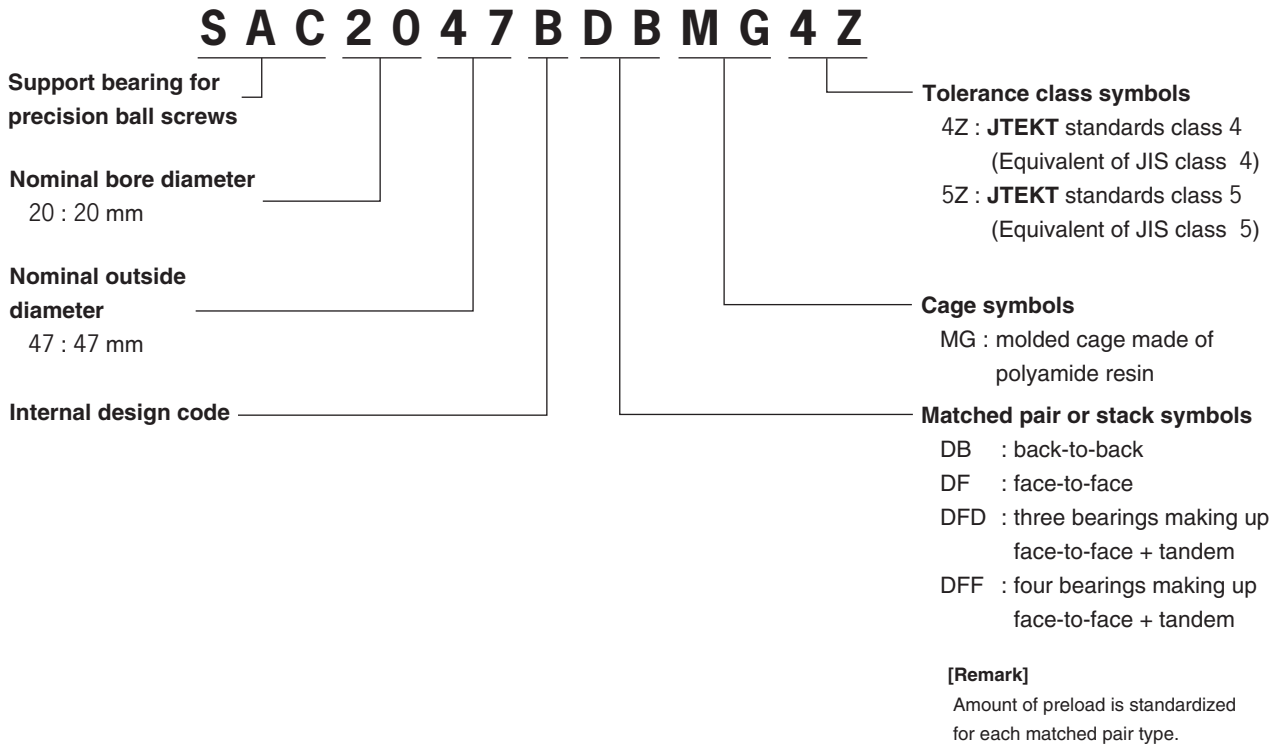 SAC2047BDBMG4Z
Support bearing for
precision ball screws
Nominal bore diameter
20 : 20 mm
Nominal outside
diameter
47 : 47 mm
Internal design code
Tolerance class symbols
4Z : JTEKT standards class 4
(Equivalent of JIS class 4)
5Z : JTEKT standards class 5
(Equivalent of JIS class 5)
Cage symbols
MG : molded cage made of
polyamide resin
Matched pair or stack symbols
DB : back-to-back
DF : face-to-face
DFD : three bearings making up
face-to-face + tandem
DFF : four bearings making up
face-to-face + tandem
[Remark]
Amount of preload is standardized
for each matched pair type.